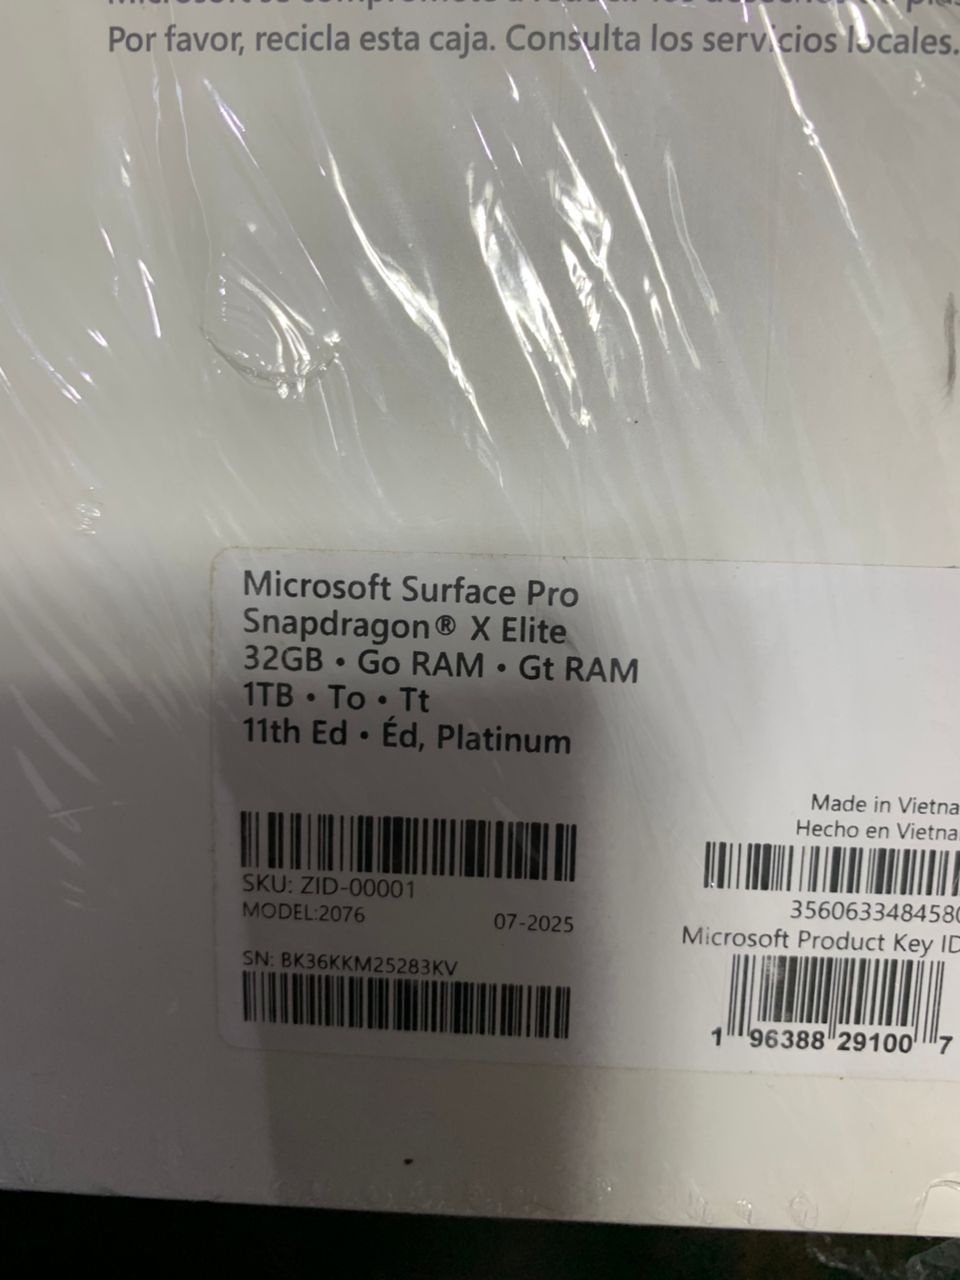 Por favor, recicla esta caja. Consulta los servicios locales.
Microsoft Surface Pro
Snapdragon® X Elite
32GB • Go RAM • Gt RAM
1TB • To • Tt
11th Ed • Éd, Platinum
Made in Vietna
Hecho en Vietna
SKU: ZID-00001
MODEL:2076
07-2025
356063348458
Microsoft Product Key ID
SN: BK36KKM25283KV
1 96388 29100 7